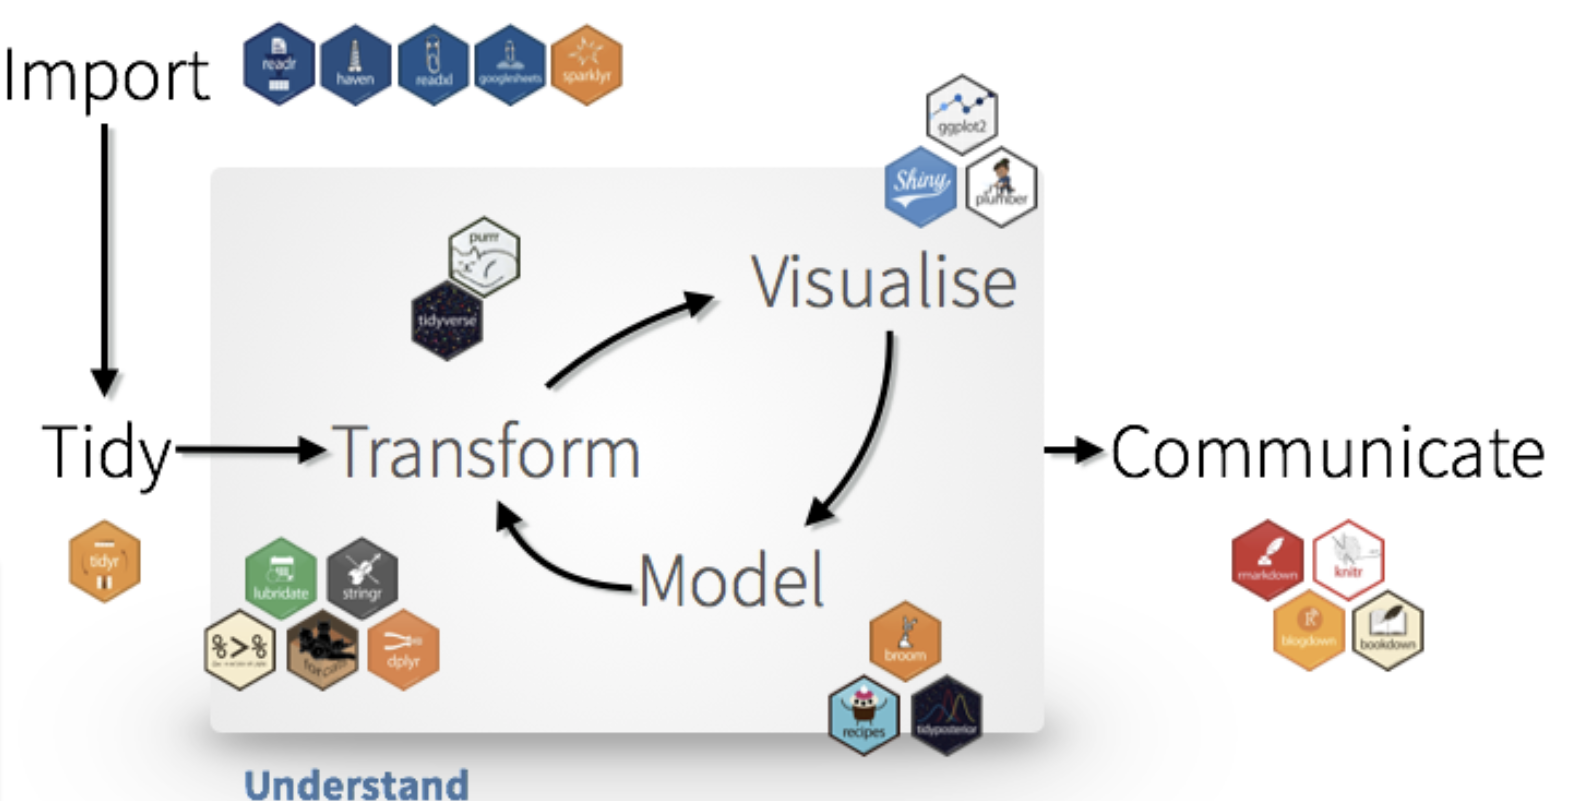 Import
readr
haven
readxl
googlesheets
sparklyr
ggplot2
Shiny
plumber
purrr
tidyverse
Visualise
Tidy
Transform
Communicate
tidyr
lubridate
stringr
%>%
forcats
dplyr
Model
broom
recipes
tidyposterior
rmarkdown
knitr
blogdown
bookdown
Understand